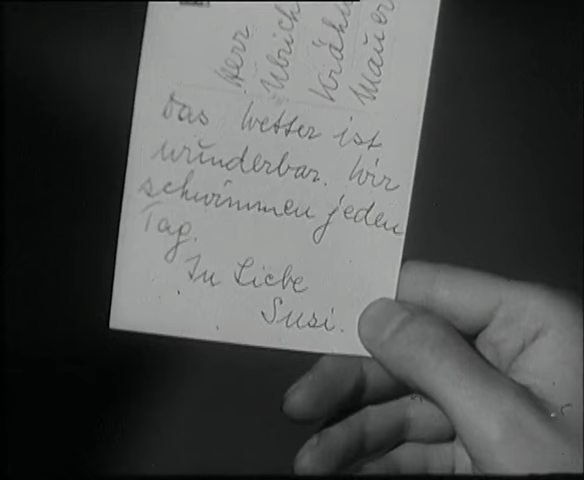 Herr
Ulrich
Das Wetter ist
wunderbar. Wir
schwimmen jeden
Tag.
In Liebe
Susi.